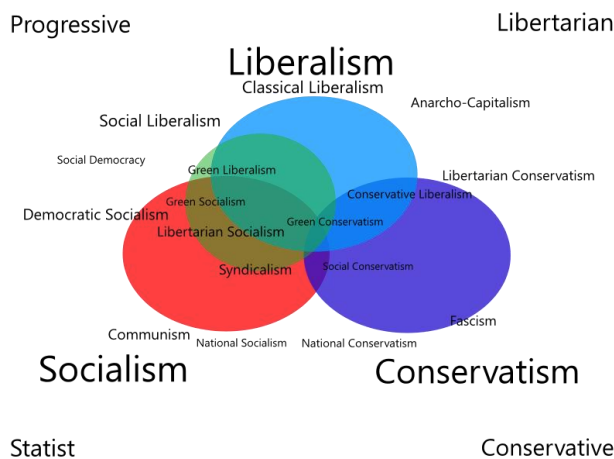 Progressive
Libertarian
Liberalism
Classical Liberalism
Anarcho-Capitalism
Social Liberalism
Social Democracy
Green Liberalism
Libertarian Conservatism
Conservative Liberalism
Green Socialism
Democratic Socialism
Green Conservatism
Libertarian Socialism
Syndicalism
Social Conservatism
Fascism
Communism
National Socialism
National Conservatism
Socialism
Conservatism
Statist
Conservative